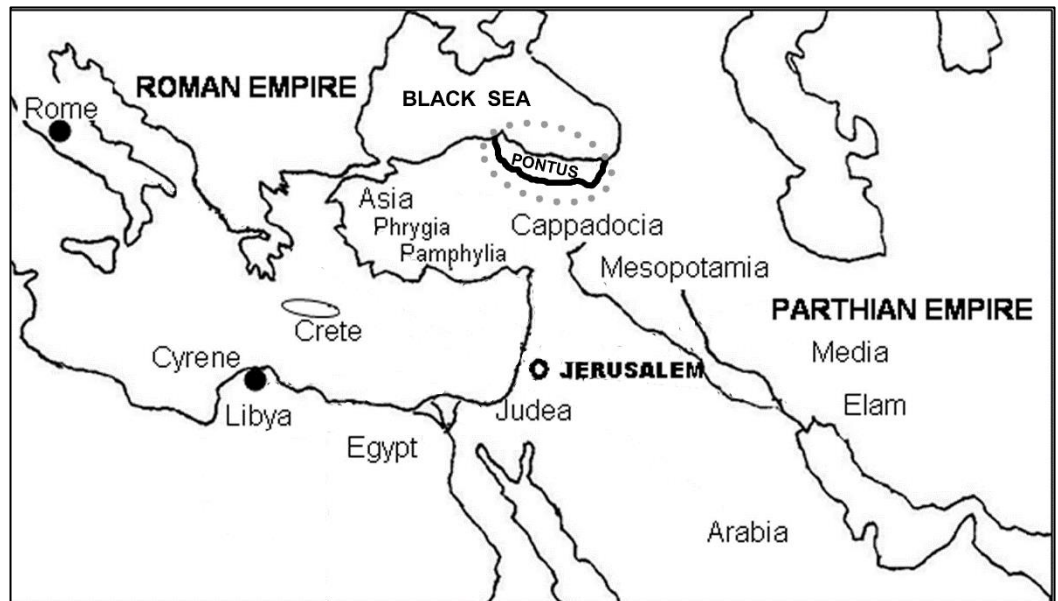 ROMAN EMPIRE
BLACK SEA
Rome
PONTUS
Asia
Phrygia
Pamphylia
Cappadocia
Mesopotamia
PARTHIAN EMPIRE
Crete
Media
Cyrene
JERUSALEM
Libya
Judea
Elam
Egypt
Arabia